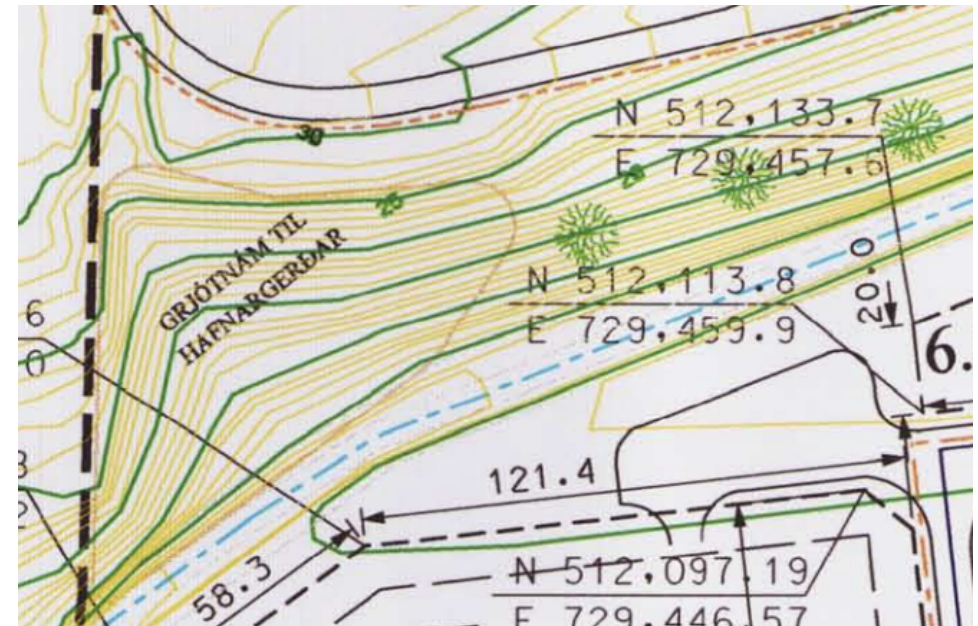 30
N 512,133.7
E 729,457.6
25
GRJÓTNÁM TIL
HAFNARGERÐAR
N 512,113.8
E 729,459.9
20.0
6
0
6.
121.4
58.3
N 512,097.19
E 729,446.57